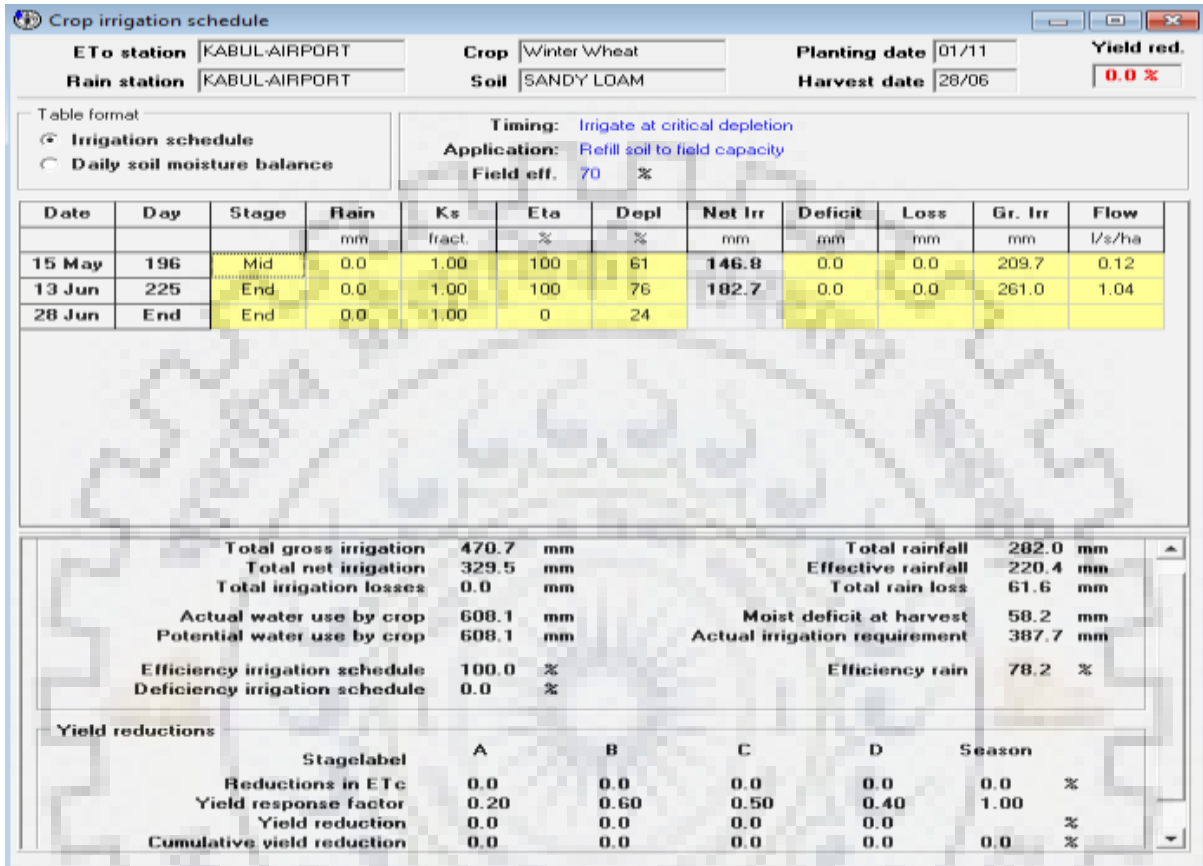 Crop irrigation schedule
ETo station KABUL-AIRPORT Crop Winter Wheat Planting date 01/11 Yield red.
Rain station KABUL-AIRPORT Soil SANDY LOAM Harvest date 28/06 0.0 %
Table format
Irrigation schedule
Daily soil moisture balance
Timing: Irrigate at critical depletion
Application: Refill soil to field capacity
Field eff. 70 %
Date Day Stage Rain Ks Eta Depl Net Irr Deficit Loss Gr. Irr Flow
mm fract. % % mm mm mm mm l/s/ha
15 May 196 Mid 0.0 1.00 100 61 146.8 0.0 0.0 209.7 0.12
13 Jun 225 End 0.0 1.00 100 76 182.7 0.0 0.0 261.0 1.04
28 Jun End End 0.0 1.00 0 24
Total gross irrigation 470.7 mm Total rainfall 282.0 mm
Total net irrigation 329.5 mm Effective rainfall 220.4 mm
Total irrigation losses 0.0 mm Total rain loss 61.6 mm
Actual water use by crop 608.1 mm Moist deficit at harvest 58.2 mm
Potential water use by crop 608.1 mm Actual irrigation requirement 387.7 mm
Efficiency irrigation schedule 100.0 % Efficiency rain 78.2 %
Deficiency irrigation schedule 0.0 %
Yield reductions
Stagelabel A B C D Season
Reductions in ETc 0.0 0.0 0.0 0.0 0.0 %
Yield response factor 0.20 0.60 0.50 0.40 1.00
Yield reduction 0.0 0.0 0.0 0.0 %
Cumulative yield reduction 0.0 0.0 0.0 0.0 0.0 %